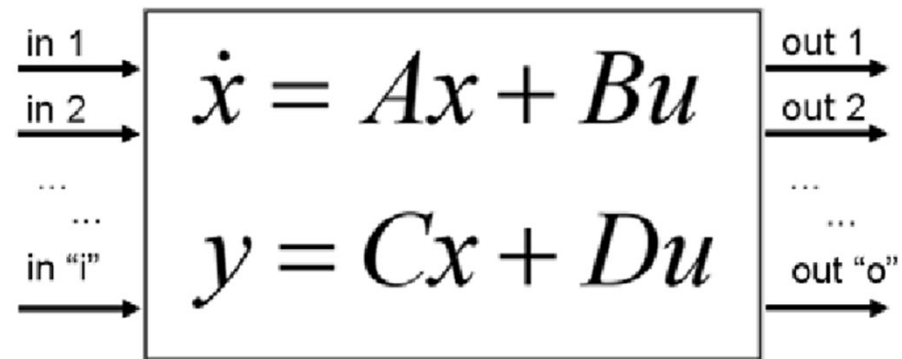 in 1
in 2
...
...
in “i”
ẋ = Ax + Bu
y = Cx + Du
out 1
out 2
...
...
out “o”